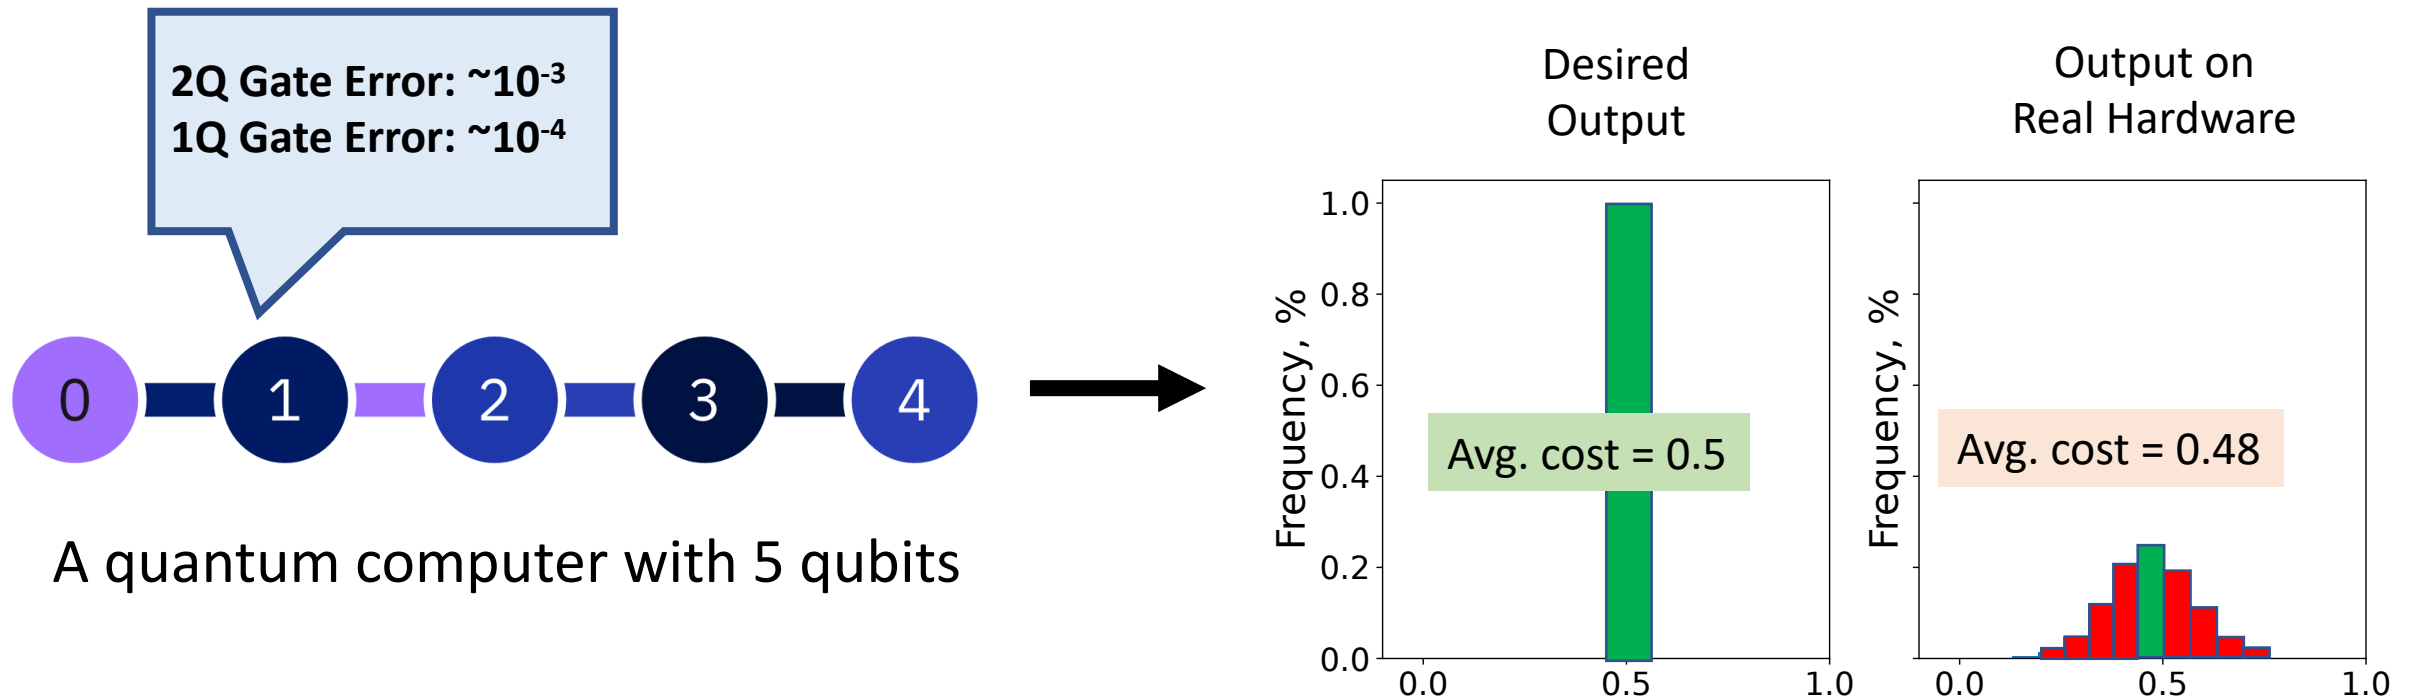 2Q Gate Error: ~10⁻³
1Q Gate Error: ~10⁻⁴
0
1
2
3
4
A quantum computer with 5 qubits
Desired
Output
Frequency, %
1.0
0.8
0.6
0.4
0.2
0.0
Avg. cost = 0.5
0.0
0.5
1.0
Output on
Real Hardware
Frequency, %
Avg. cost = 0.48
0.0
0.5
1.0